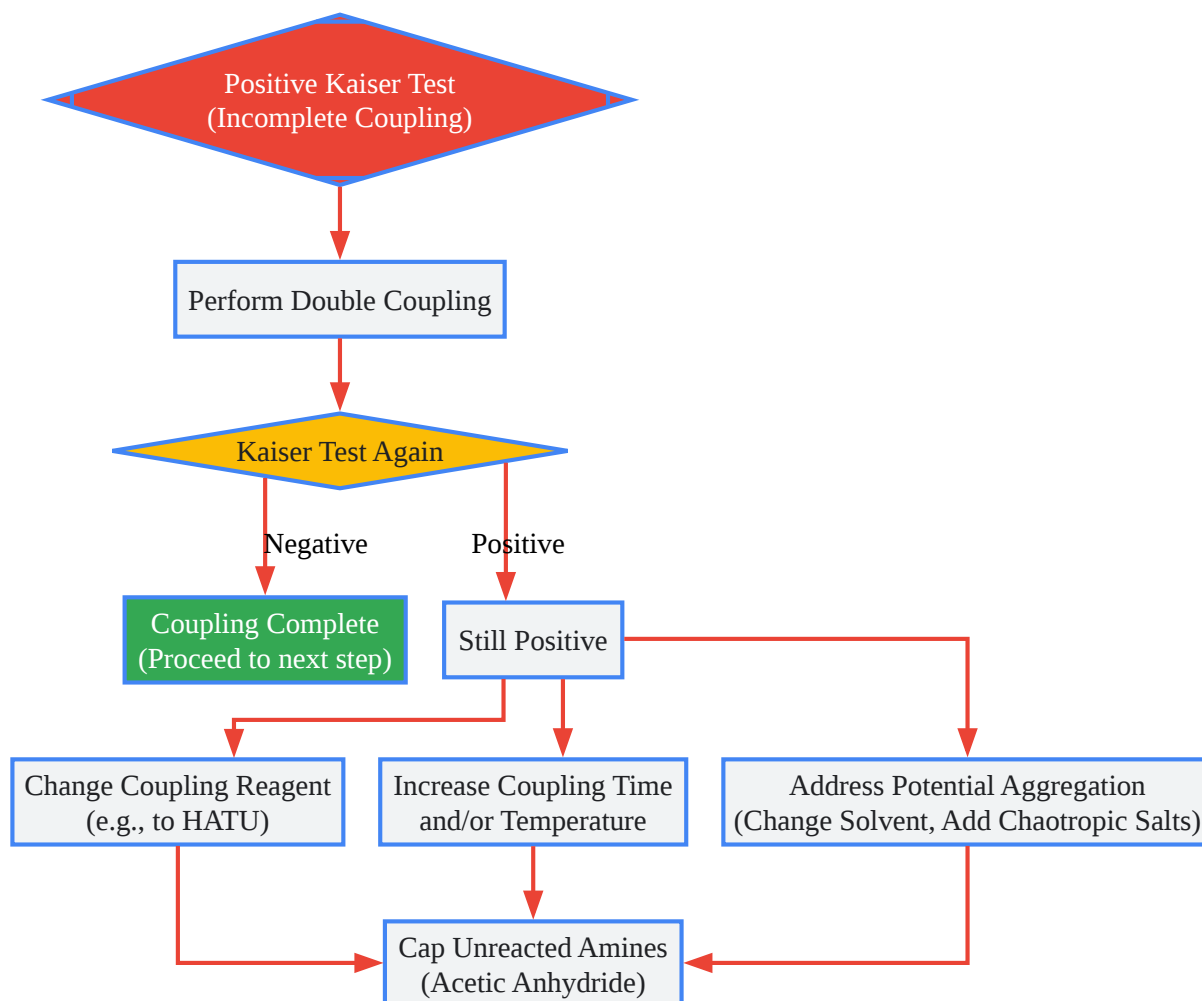 Positive Kaiser Test
(Incomplete Coupling)
Perform Double Coupling
Kaiser Test Again
Negative
Positive
Coupling Complete
(Proceed to next step)
Still Positive
Change Coupling Reagent
(e.g., to HATU)
Increase Coupling Time
and/or Temperature
Address Potential Aggregation
(Change Solvent, Add Chaotropic Salts)
Cap Unreacted Amines
(Acetic Anhydride)